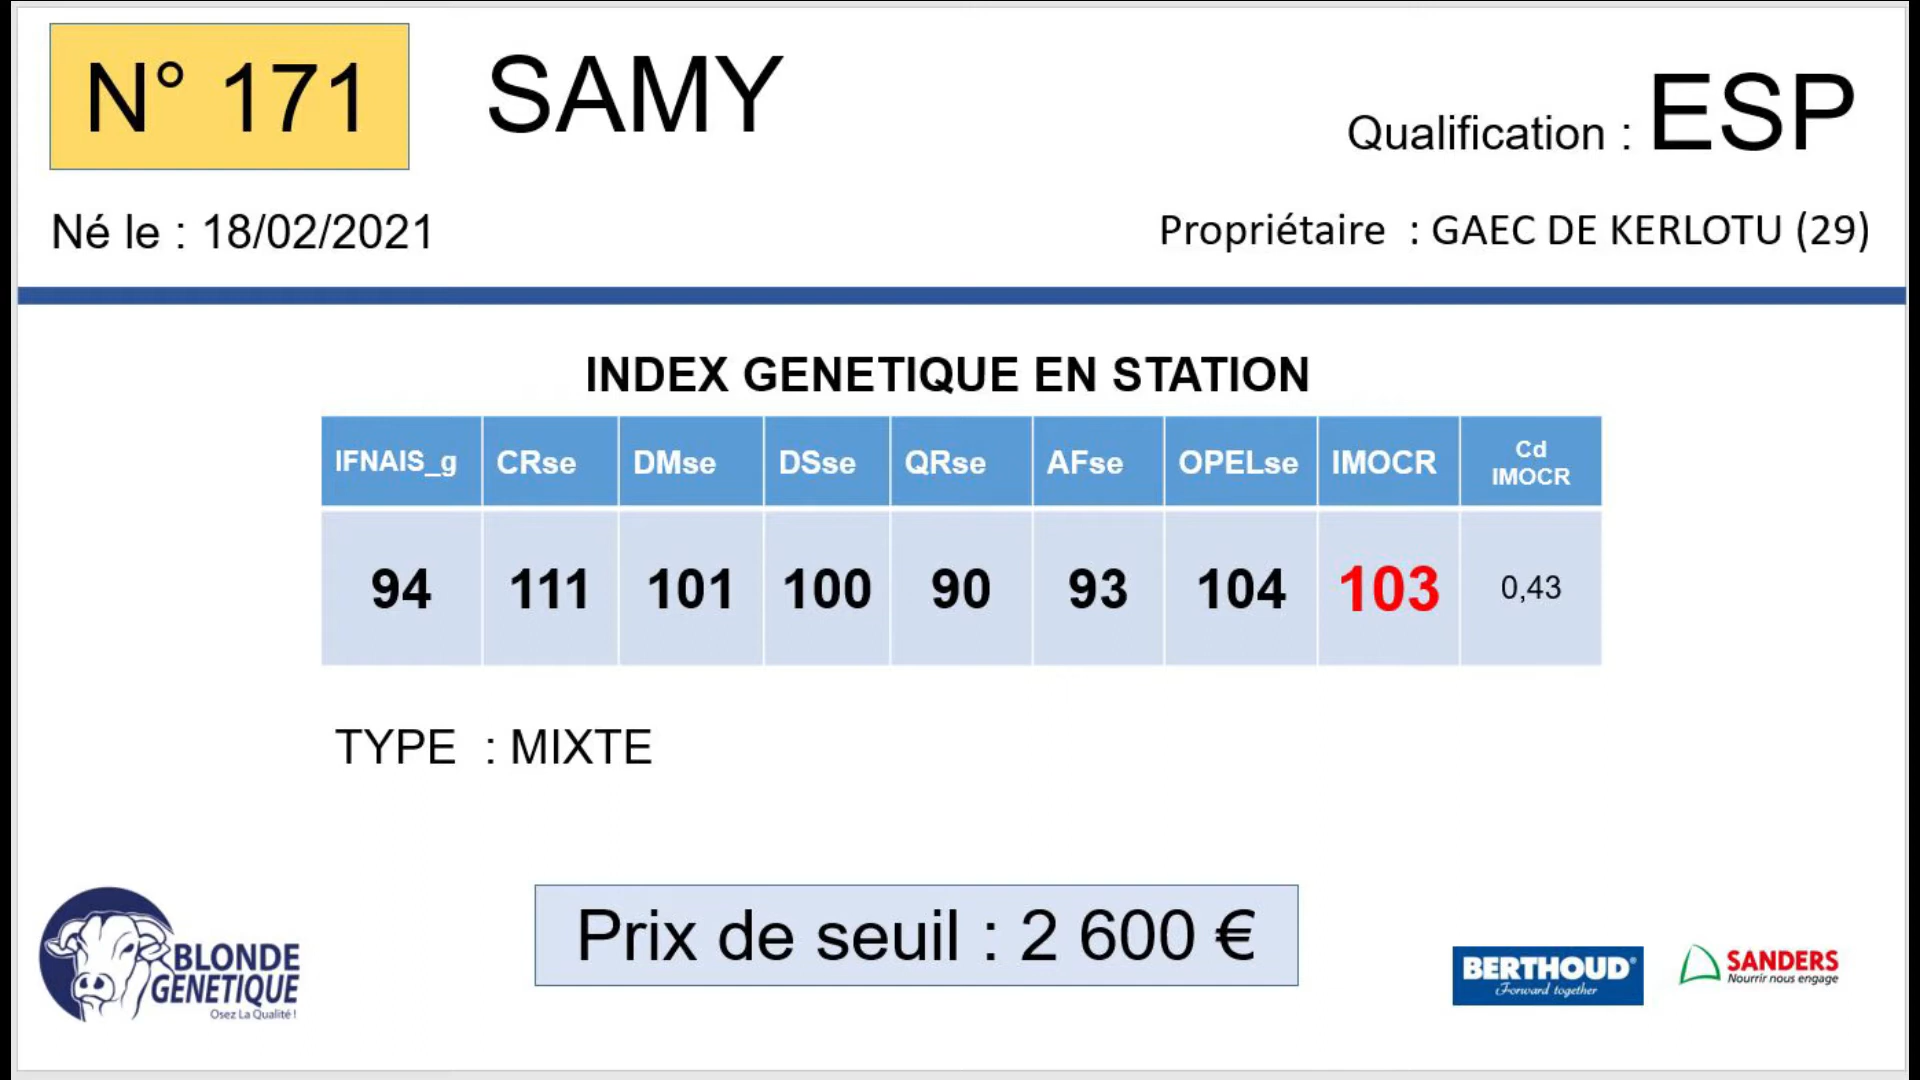 N° 171
SAMY
Qualification : ESP
Né le : 18/02/2021
Propriétaire : GAEC DE KERLOTU (29)
INDEX GENETIQUE EN STATION
IFNAIS_g CRse DMse DSse QRse AFse OPELse IMOCR Cd IMOCR
94 111 101 100 90 93 104 103 0,43
TYPE : MIXTE
Prix de seuil : 2 600 €
BLONDE
GENETIQUE
Osez La Qualité !
BERTHOUD®
Forward together
SANDERS
Nourrir nous engage